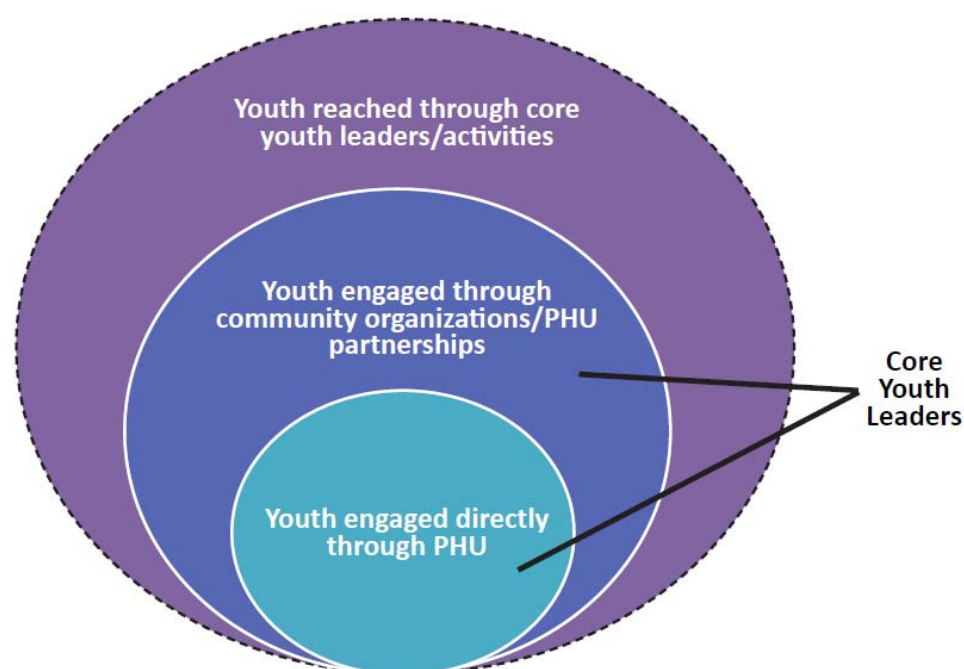 Youth reached through core
youth leaders/activities
Youth engaged through
community organizations/PHU
partnerships
Core
Youth
Leaders
Youth engaged directly
through PHU